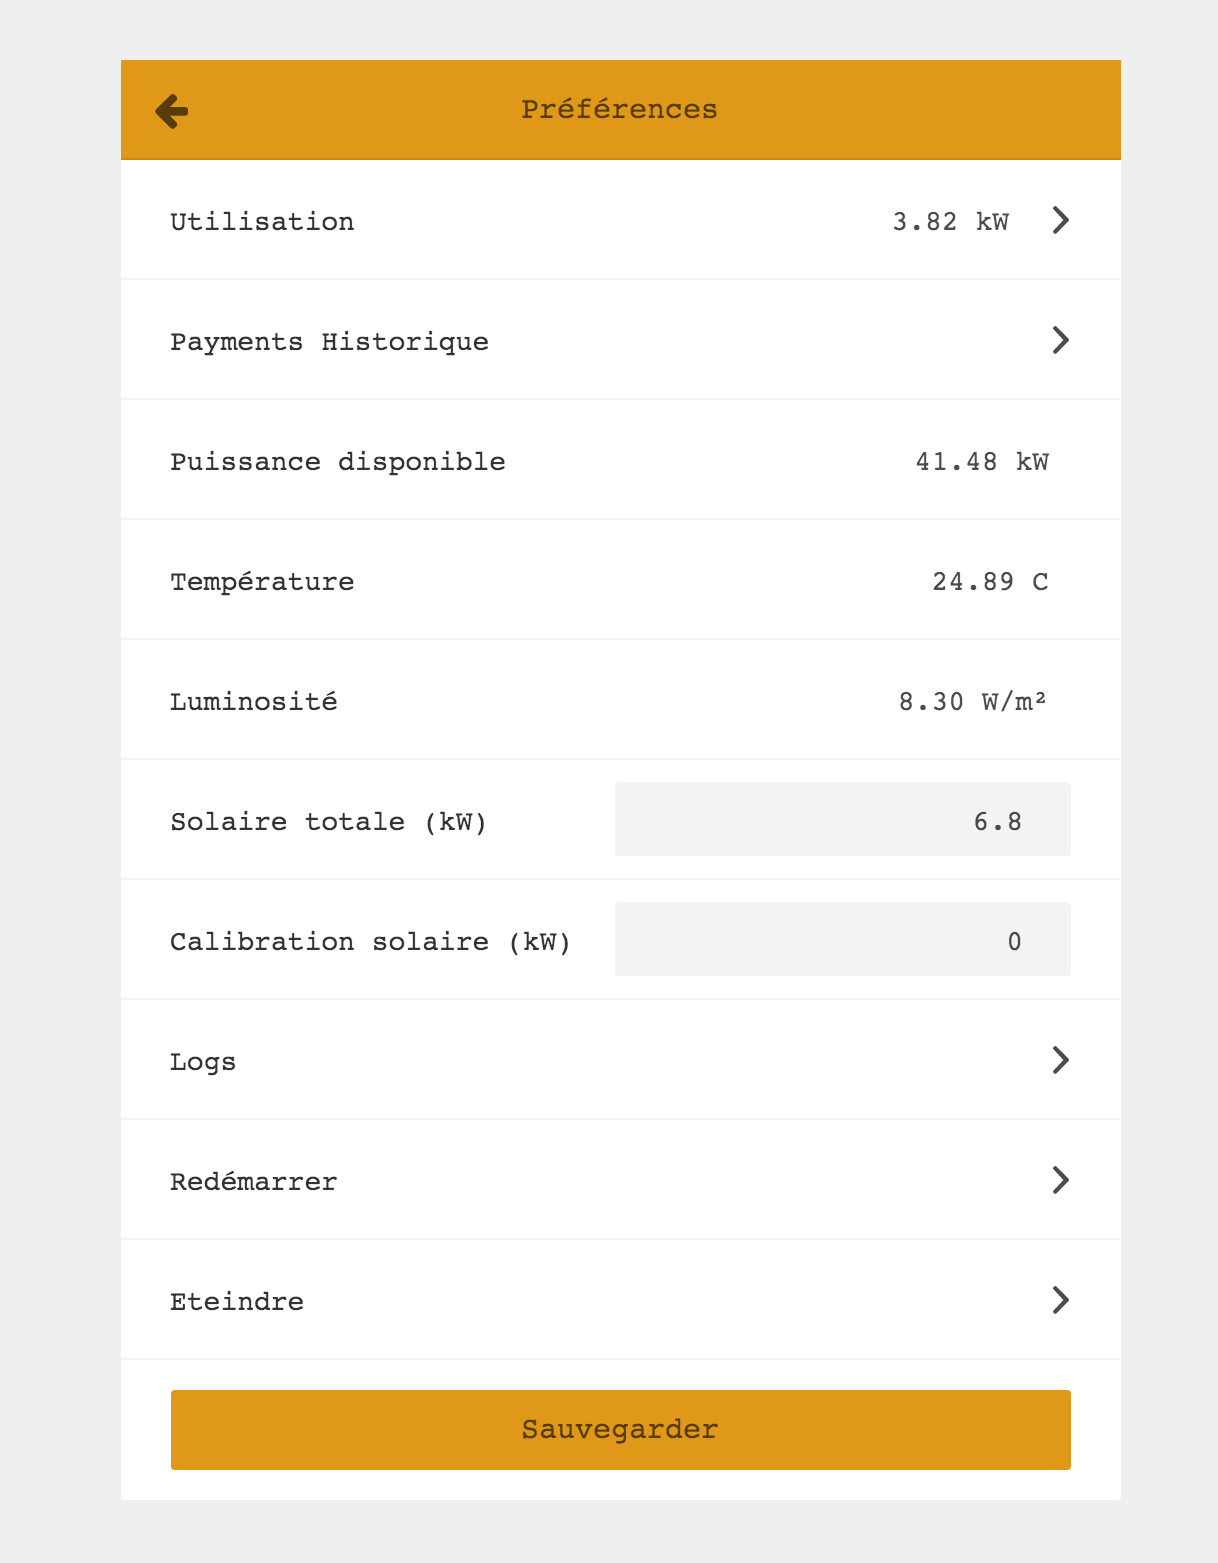 Préférences
Utilisation 3.82 kW
Payments Historique
Puissance disponible 41.48 kW
Température 24.89 C
Luminosité 8.30 W/m²
Solaire totale (kW) 6.8
Calibration solaire (kW) 0
Logs
Redémarrer
Eteindre
Sauvegarder